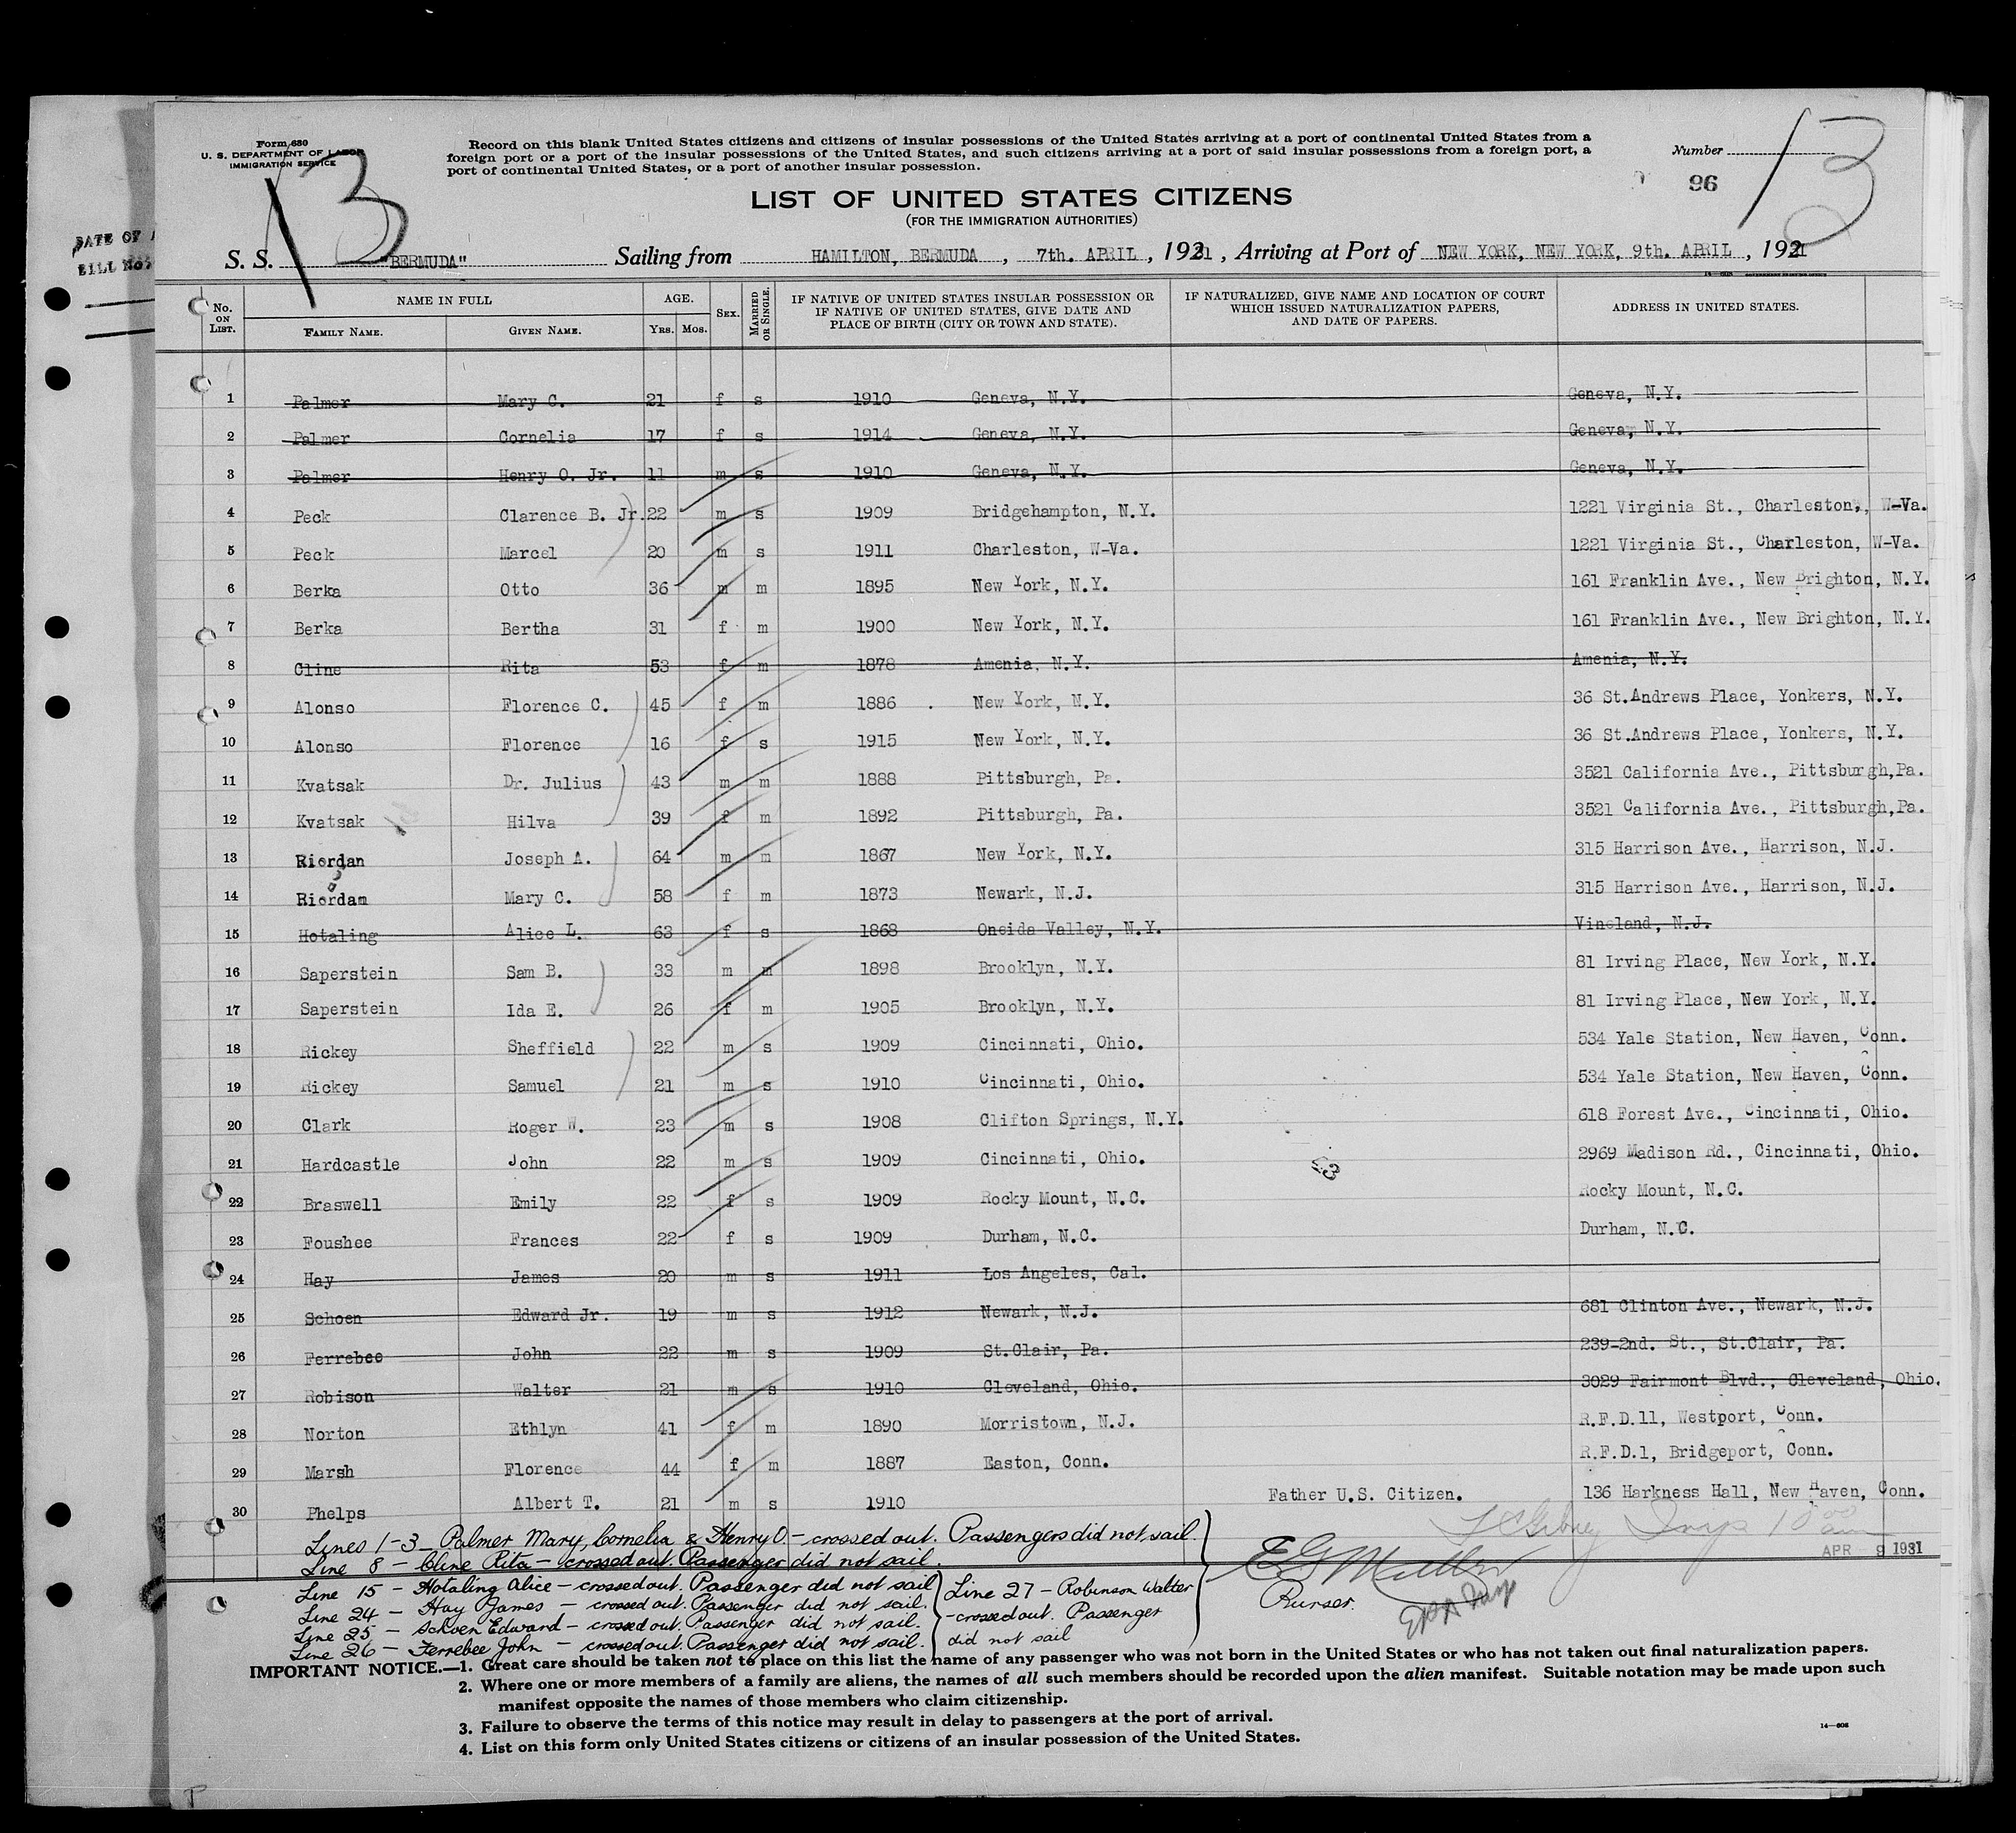 Form 680
U. S. DEPARTMENT OF LABOR
IMMIGRATION SERVICE
13
Record on this blank United States citizens and citizens of insular possessions of the United States arriving at a port of continental United States from a
foreign port or a port of the insular possessions of the United States, and such citizens arriving at a port of said insular possessions from a foreign port, a
port of continental United States, or a port of another insular possession.
Number
96
13
LIST OF UNITED STATES CITIZENS
(FOR THE IMMIGRATION AUTHORITIES)
DATE OF
BILL No.
S. S. "BERMUDA" Sailing from HAMILTON, BERMUDA, 7th. APRIL, 1931, Arriving at Port of NEW YORK, NEW YORK, 9th. APRIL, 1931
No. ON LIST. NAME IN FULL FAMILY NAME. GIVEN NAME. AGE. YRS. MOS. SEX. MARRIED OR SINGLE. IF NATIVE OF UNITED STATES INSULAR POSSESSION OR IF NATIVE OF UNITED STATES, GIVE DATE AND PLACE OF BIRTH (CITY OR TOWN AND STATE). IF NATURALIZED, GIVE NAME AND LOCATION OF COURT WHICH ISSUED NATURALIZATION PAPERS, AND DATE OF PAPERS. ADDRESS IN UNITED STATES.
1 Palmer Mary C. 21 f s 1910 Geneva, N.Y. Geneva, N.Y.
2 Palmer Cornelia 17 f s 1914 Geneva, N.Y. Geneva, N.Y.
3 Palmer Henry O. Jr. 11 m s 1910 Geneva, N.Y. Geneva, N.Y.
4 Peck Clarence B. Jr. 22 m s 1909 Bridgehampton, N.Y. 1221 Virginia St., Charleston, W-Va.
5 Peck Marcel 20 m s 1911 Charleston, W-Va. 1221 Virginia St., Charleston, W-Va.
6 Berka Otto 36 m m 1895 New York, N.Y. 161 Franklin Ave., New Brighton, N.Y.
7 Berka Bertha 31 f m 1900 New York, N.Y. 161 Franklin Ave., New Brighton, N.Y.
8 Cline Rita 53 f m 1878 Amenia, N.Y. Amenia, N.Y.
9 Alonso Florence C. 45 f m 1886 New York, N.Y. 36 St.Andrews Place, Yonkers, N.Y.
10 Alonso Florence 16 f s 1915 New York, N.Y. 36 St.Andrews Place, Yonkers, N.Y.
11 Kvatsak Dr. Julius 43 m m 1888 Pittsburgh, Pa. 3521 California Ave., Pittsburgh,Pa.
12 Kvatsak Hilva 39 f m 1892 Pittsburgh, Pa. 3521 California Ave., Pittsburgh,Pa.
13 Riordan Joseph A. 64 m m 1867 New York, N.Y. 315 Harrison Ave., Harrison, N.J.
14 Riordan Mary C. 58 f m 1873 Newark, N.J. 315 Harrison Ave., Harrison, N.J.
15 Hotaling Alice L. 63 f s 1868 Oneida Valley, N.Y. Vineland, N.J.
16 Saperstein Sam B. 33 m m 1898 Brooklyn, N.Y. 81 Irving Place, New York, N.Y.
17 Saperstein Ida E. 26 f m 1905 Brooklyn, N.Y. 81 Irving Place, New York, N.Y.
18 Rickey Sheffield 22 m s 1909 Cincinnati, Ohio. 534 Yale Station, New Haven, Conn.
19 Rickey Samuel 21 m s 1910 Cincinnati, Ohio. 534 Yale Station, New Haven, Conn.
20 Clark Roger W. 23 m s 1908 Clifton Springs, N.Y. 618 Forest Ave., Cincinnati, Ohio.
21 Hardcastle John 22 m s 1909 Cincinnati, Ohio. 2969 Madison Rd., Cincinnati, Ohio.
22 Braswell Emily 22 f s 1909 Rocky Mount, N.C. Rocky Mount, N.C.
23 Foushee Frances 22 f s 1909 Durham, N.C. Durham, N.C.
24 Hay James 20 m s 1911 Los Angeles, Cal.
25 Schoen Edward Jr. 19 m s 1912 Newark, N.J. 681 Clinton Ave., Newark, N.J.
26 Ferrebee John 22 m s 1909 St.Clair, Pa. 239-2nd. St., St.Clair, Pa.
27 Robison Walter 21 m s 1910 Cleveland, Ohio. 3029 Fairmont Blvd., Cleveland, Ohio.
28 Norton Ethlyn 41 f m 1890 Morristown, N.J. R.F.D.11, Westport, Conn.
29 Marsh Florence 44 f m 1887 Easton, Conn. R.F.D.1, Bridgeport, Conn.
30 Phelps Albert T. 21 m s 1910 Father U.S. Citizen. 136 Harkness Hall, New Haven, Conn.
Lines 1-3 - Palmer Mary, Cornelia & Henry O. - crossed out. Passengers did not sail.
Line 8 - Cline Rita - crossed out. Passenger did not sail.
Line 15 - Hotaling Alice - crossed out. Passenger did not sail
Line 24 - Hay James - crossed out. Passenger did not sail.
Line 25 - Schoen Edward - crossed out. Passenger did not sail.
Line 26 - Ferrebee John - crossed out. Passenger did not sail.
Line 27 - Robinson Walter
- crossed out. Passenger
did not sail
Purser.
APR 9 1931
IMPORTANT NOTICE.—1. Great care should be taken not to place on this list the name of any passenger who was not born in the United States or who has not taken out final naturalization papers.
2. Where one or more members of a family are aliens, the names of all such members should be recorded upon the alien manifest. Suitable notation may be made upon such
manifest opposite the names of those members who claim citizenship.
3. Failure to observe the terms of this notice may result in delay to passengers at the port of arrival.
4. List on this form only United States citizens or citizens of an insular possession of the United States.